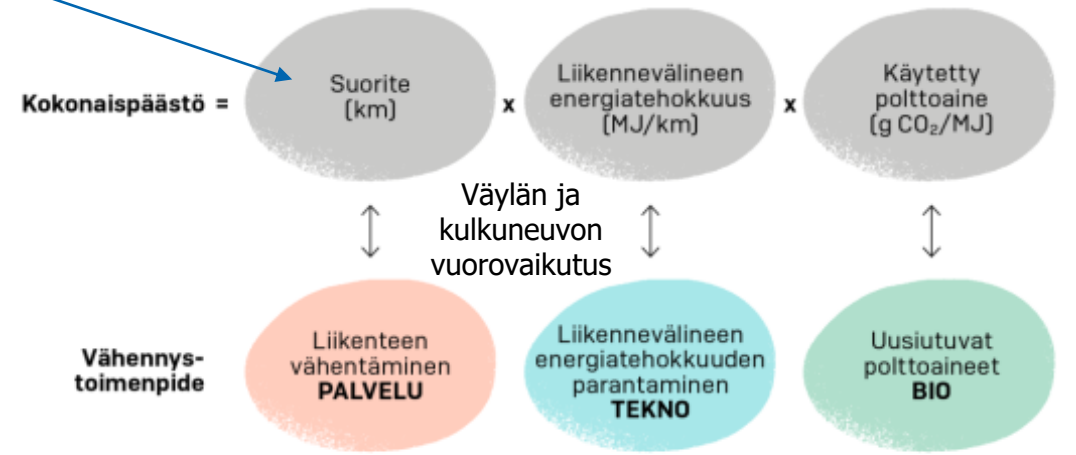 Kokonaispäästö =
Suorite
(km)
x
Liikennevälineen
energiatehokkuus
(MJ/km)
x
Käytetty
polttoaine
(g CO₂/MJ)
Väylän ja
kulkuneuvon
vuorovaikutus
Vähennys-
toimenpide
Liikenteen
vähentäminen
PALVELU
Liikennevälineen
energiatehokkuuden
parantaminen
TEKNO
Uusiutuvat
polttoaineet
BIO